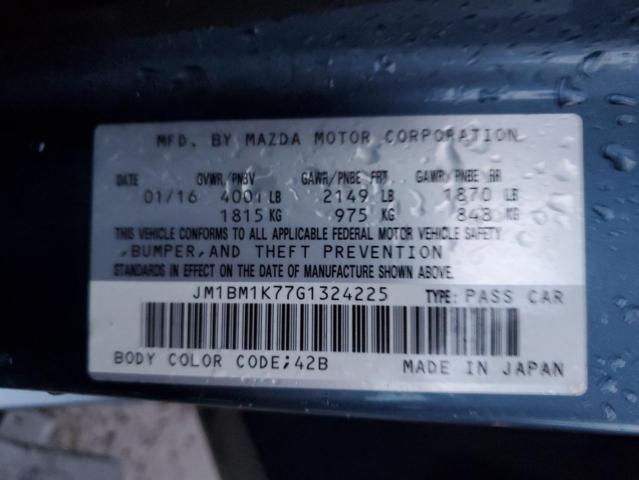 MFD. BY MAZDA MOTOR CORPORATION
DATE GVWR/PNBV GAWR/PNBE FRT GAWR/PNBE RR
01/16 4001 LB 2149 LB 1870 LB
1815 KG 975 KG 848 KG
THIS VEHICLE CONFORMS TO ALL APPLICABLE FEDERAL MOTOR VEHICLE SAFETY
,BUMPER,AND THEFT PREVENTION
STANDARDS IN EFFECT ON THE DATE OF MANUFACTURE SHOWN ABOVE.
JM1BM1K77G1324225 TYPE: PASS CAR
BODY COLOR CODE;42B MADE IN JAPAN